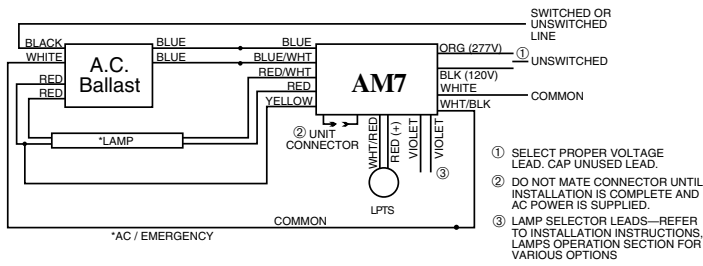 SWITCHED OR
UNSWITCHED
LINE
BLACK
BLUE
BLUE
ORG (277V)
①
WHITE
A.C.
Ballast
BLUE
BLUE/WHT
AM7
UNSWITCHED
RED/WHT
BLK (120V)
RED
RED
WHITE
RED
YELLOW
COMMON
WHT/BLK
*LAMP
② UNIT
CONNECTOR
WHT/RED
RED (+)
VIOLET
VIOLET
③
LPTS
COMMON
*AC / EMERGENCY
① SELECT PROPER VOLTAGE
LEAD. CAP UNUSED LEAD.
② DO NOT MATE CONNECTOR UNTIL
INSTALLATION IS COMPLETE AND
AC POWER IS SUPPLIED.
③ LAMP SELECTOR LEADS—REFER
TO INSTALLATION INSTRUCTIONS,
LAMPS OPERATION SECTION FOR
VARIOUS OPTIONS